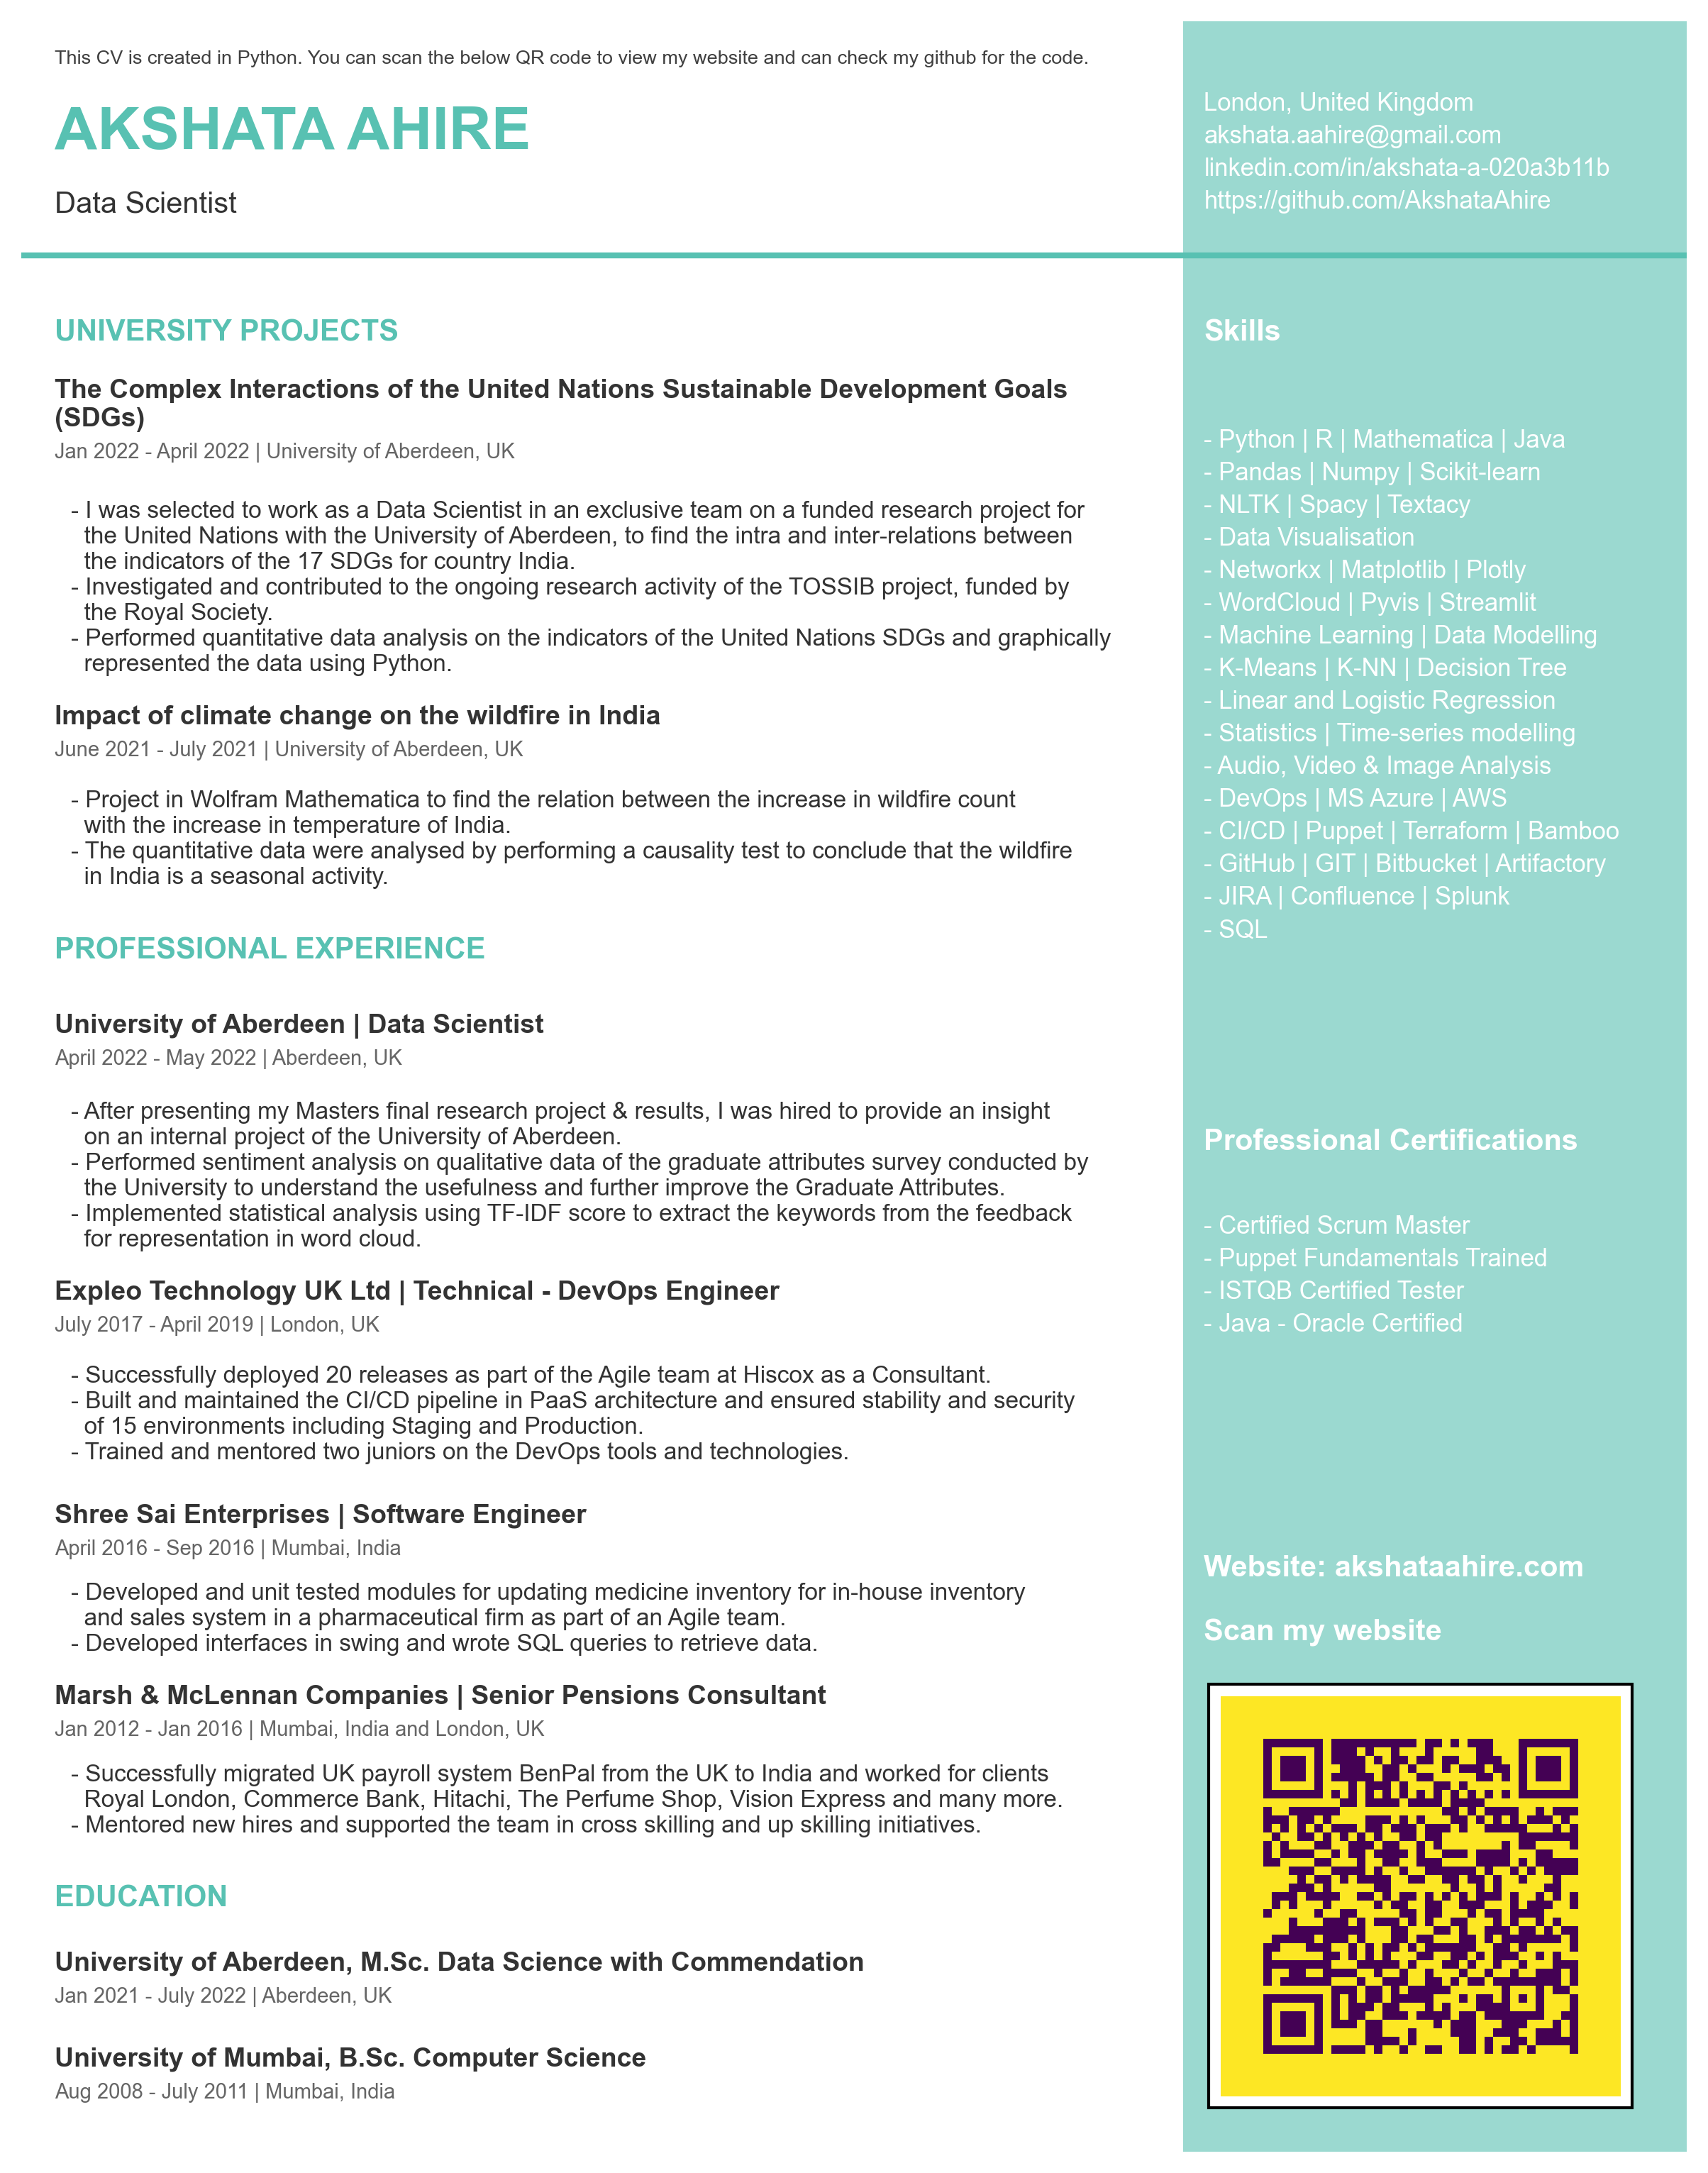 This CV is created in Python. You can scan the below QR code to view my website and can check my github for the code.
AKSHATA AHIRE
Data Scientist
London, United Kingdom
akshata.aahire@gmail.com
linkedin.com/in/akshata-a-020a3b11b
https://github.com/AkshataAhire
UNIVERSITY PROJECTS
The Complex Interactions of the United Nations Sustainable Development Goals
(SDGs)
Jan 2022 - April 2022 | University of Aberdeen, UK
- I was selected to work as a Data Scientist in an exclusive team on a funded research project for
the United Nations with the University of Aberdeen, to find the intra and inter-relations between
the indicators of the 17 SDGs for country India.
- Investigated and contributed to the ongoing research activity of the TOSSIB project, funded by
the Royal Society.
- Performed quantitative data analysis on the indicators of the United Nations SDGs and graphically
represented the data using Python.
Impact of climate change on the wildfire in India
June 2021 - July 2021 | University of Aberdeen, UK
- Project in Wolfram Mathematica to find the relation between the increase in wildfire count
with the increase in temperature of India.
- The quantitative data were analysed by performing a causality test to conclude that the wildfire
in India is a seasonal activity.
PROFESSIONAL EXPERIENCE
University of Aberdeen | Data Scientist
April 2022 - May 2022 | Aberdeen, UK
- After presenting my Masters final research project & results, I was hired to provide an insight
on an internal project of the University of Aberdeen.
- Performed sentiment analysis on qualitative data of the graduate attributes survey conducted by
the University to understand the usefulness and further improve the Graduate Attributes.
- Implemented statistical analysis using TF-IDF score to extract the keywords from the feedback
for representation in word cloud.
Expleo Technology UK Ltd | Technical - DevOps Engineer
July 2017 - April 2019 | London, UK
- Successfully deployed 20 releases as part of the Agile team at Hiscox as a Consultant.
- Built and maintained the CI/CD pipeline in PaaS architecture and ensured stability and security
of 15 environments including Staging and Production.
- Trained and mentored two juniors on the DevOps tools and technologies.
Shree Sai Enterprises | Software Engineer
April 2016 - Sep 2016 | Mumbai, India
- Developed and unit tested modules for updating medicine inventory for in-house inventory
and sales system in a pharmaceutical firm as part of an Agile team.
- Developed interfaces in swing and wrote SQL queries to retrieve data.
Marsh & McLennan Companies | Senior Pensions Consultant
Jan 2012 - Jan 2016 | Mumbai, India and London, UK
- Successfully migrated UK payroll system BenPal from the UK to India and worked for clients
Royal London, Commerce Bank, Hitachi, The Perfume Shop, Vision Express and many more.
- Mentored new hires and supported the team in cross skilling and up skilling initiatives.
EDUCATION
University of Aberdeen, M.Sc. Data Science with Commendation
Jan 2021 - July 2022 | Aberdeen, UK
University of Mumbai, B.Sc. Computer Science
Aug 2008 - July 2011 | Mumbai, India
Skills
- Python | R | Mathematica | Java
- Pandas | Numpy | Scikit-learn
- NLTK | Spacy | Textacy
- Data Visualisation
- Networkx | Matplotlib | Plotly
- WordCloud | Pyvis | Streamlit
- Machine Learning | Data Modelling
- K-Means | K-NN | Decision Tree
- Linear and Logistic Regression
- Statistics | Time-series modelling
- Audio, Video & Image Analysis
- DevOps | MS Azure | AWS
- CI/CD | Puppet | Terraform | Bamboo
- GitHub | GIT | Bitbucket | Artifactory
- JIRA | Confluence | Splunk
- SQL
Professional Certifications
- Certified Scrum Master
- Puppet Fundamentals Trained
- ISTQB Certified Tester
- Java - Oracle Certified
Website: akshataahire.com
Scan my website